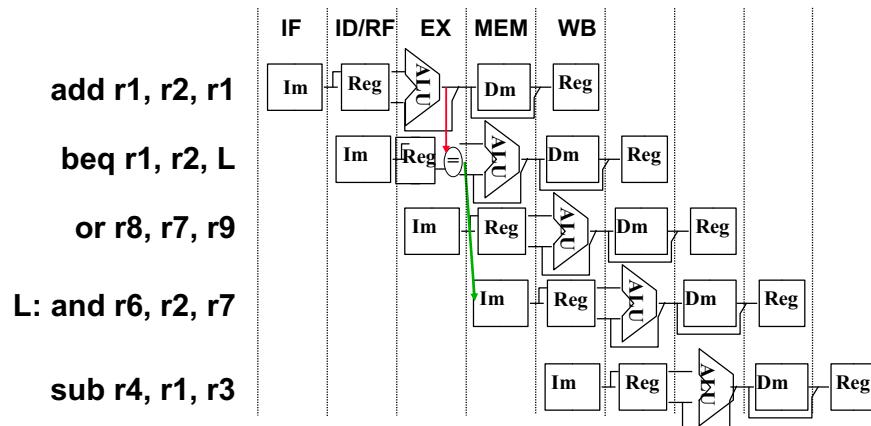 IF ID/RF EX MEM WB
add r1, r2, r1 Im Reg ALU Dm Reg
beq r1, r2, L Im Reg = ALU Dm Reg
or r8, r7, r9 Im Reg ALU Dm Reg
L: and r6, r2, r7 Im Reg ALU Dm Reg
sub r4, r1, r3 Im Reg ALU Dm Reg